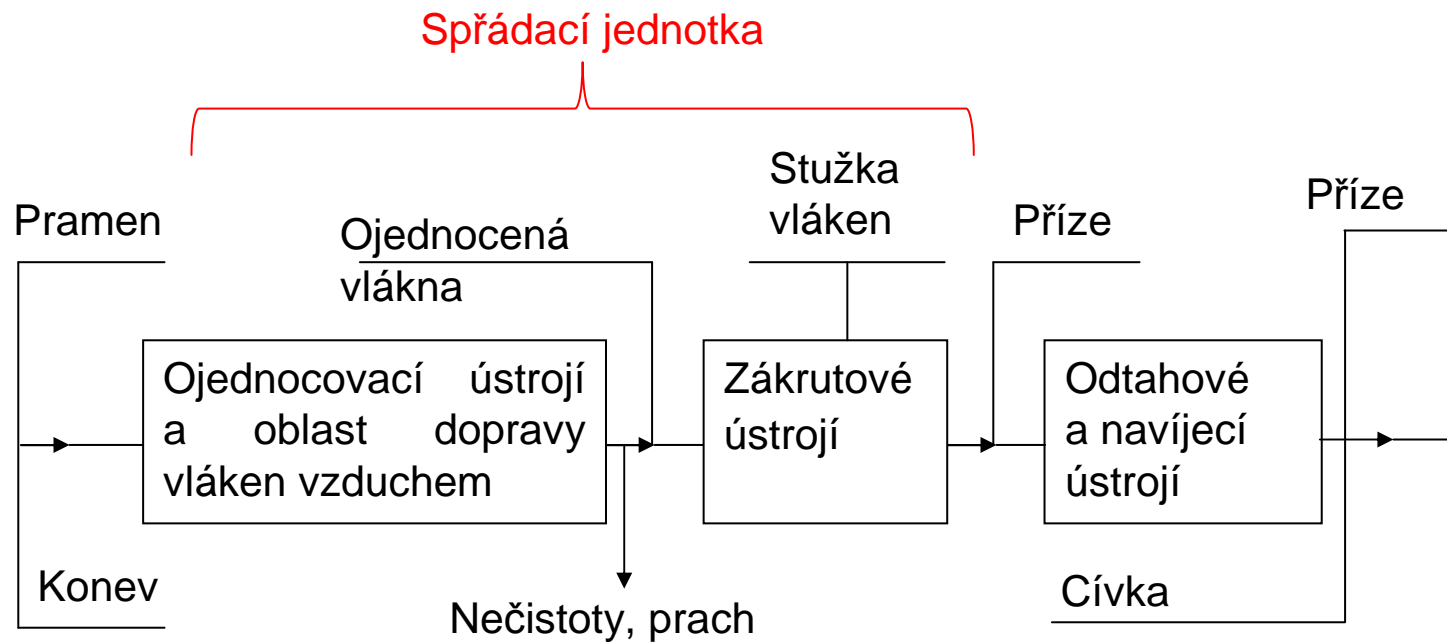 Spřádací jednotka
Pramen
Ojednocená
vlákna
Stužka
vláken
Příze
Příze
Ojednocovací ústrojí
a oblast dopravy
vláken vzduchem
Zákrutové
ústrojí
Odtahové
a navíjecí
ústrojí
Konev
Nečistoty, prach
Cívka